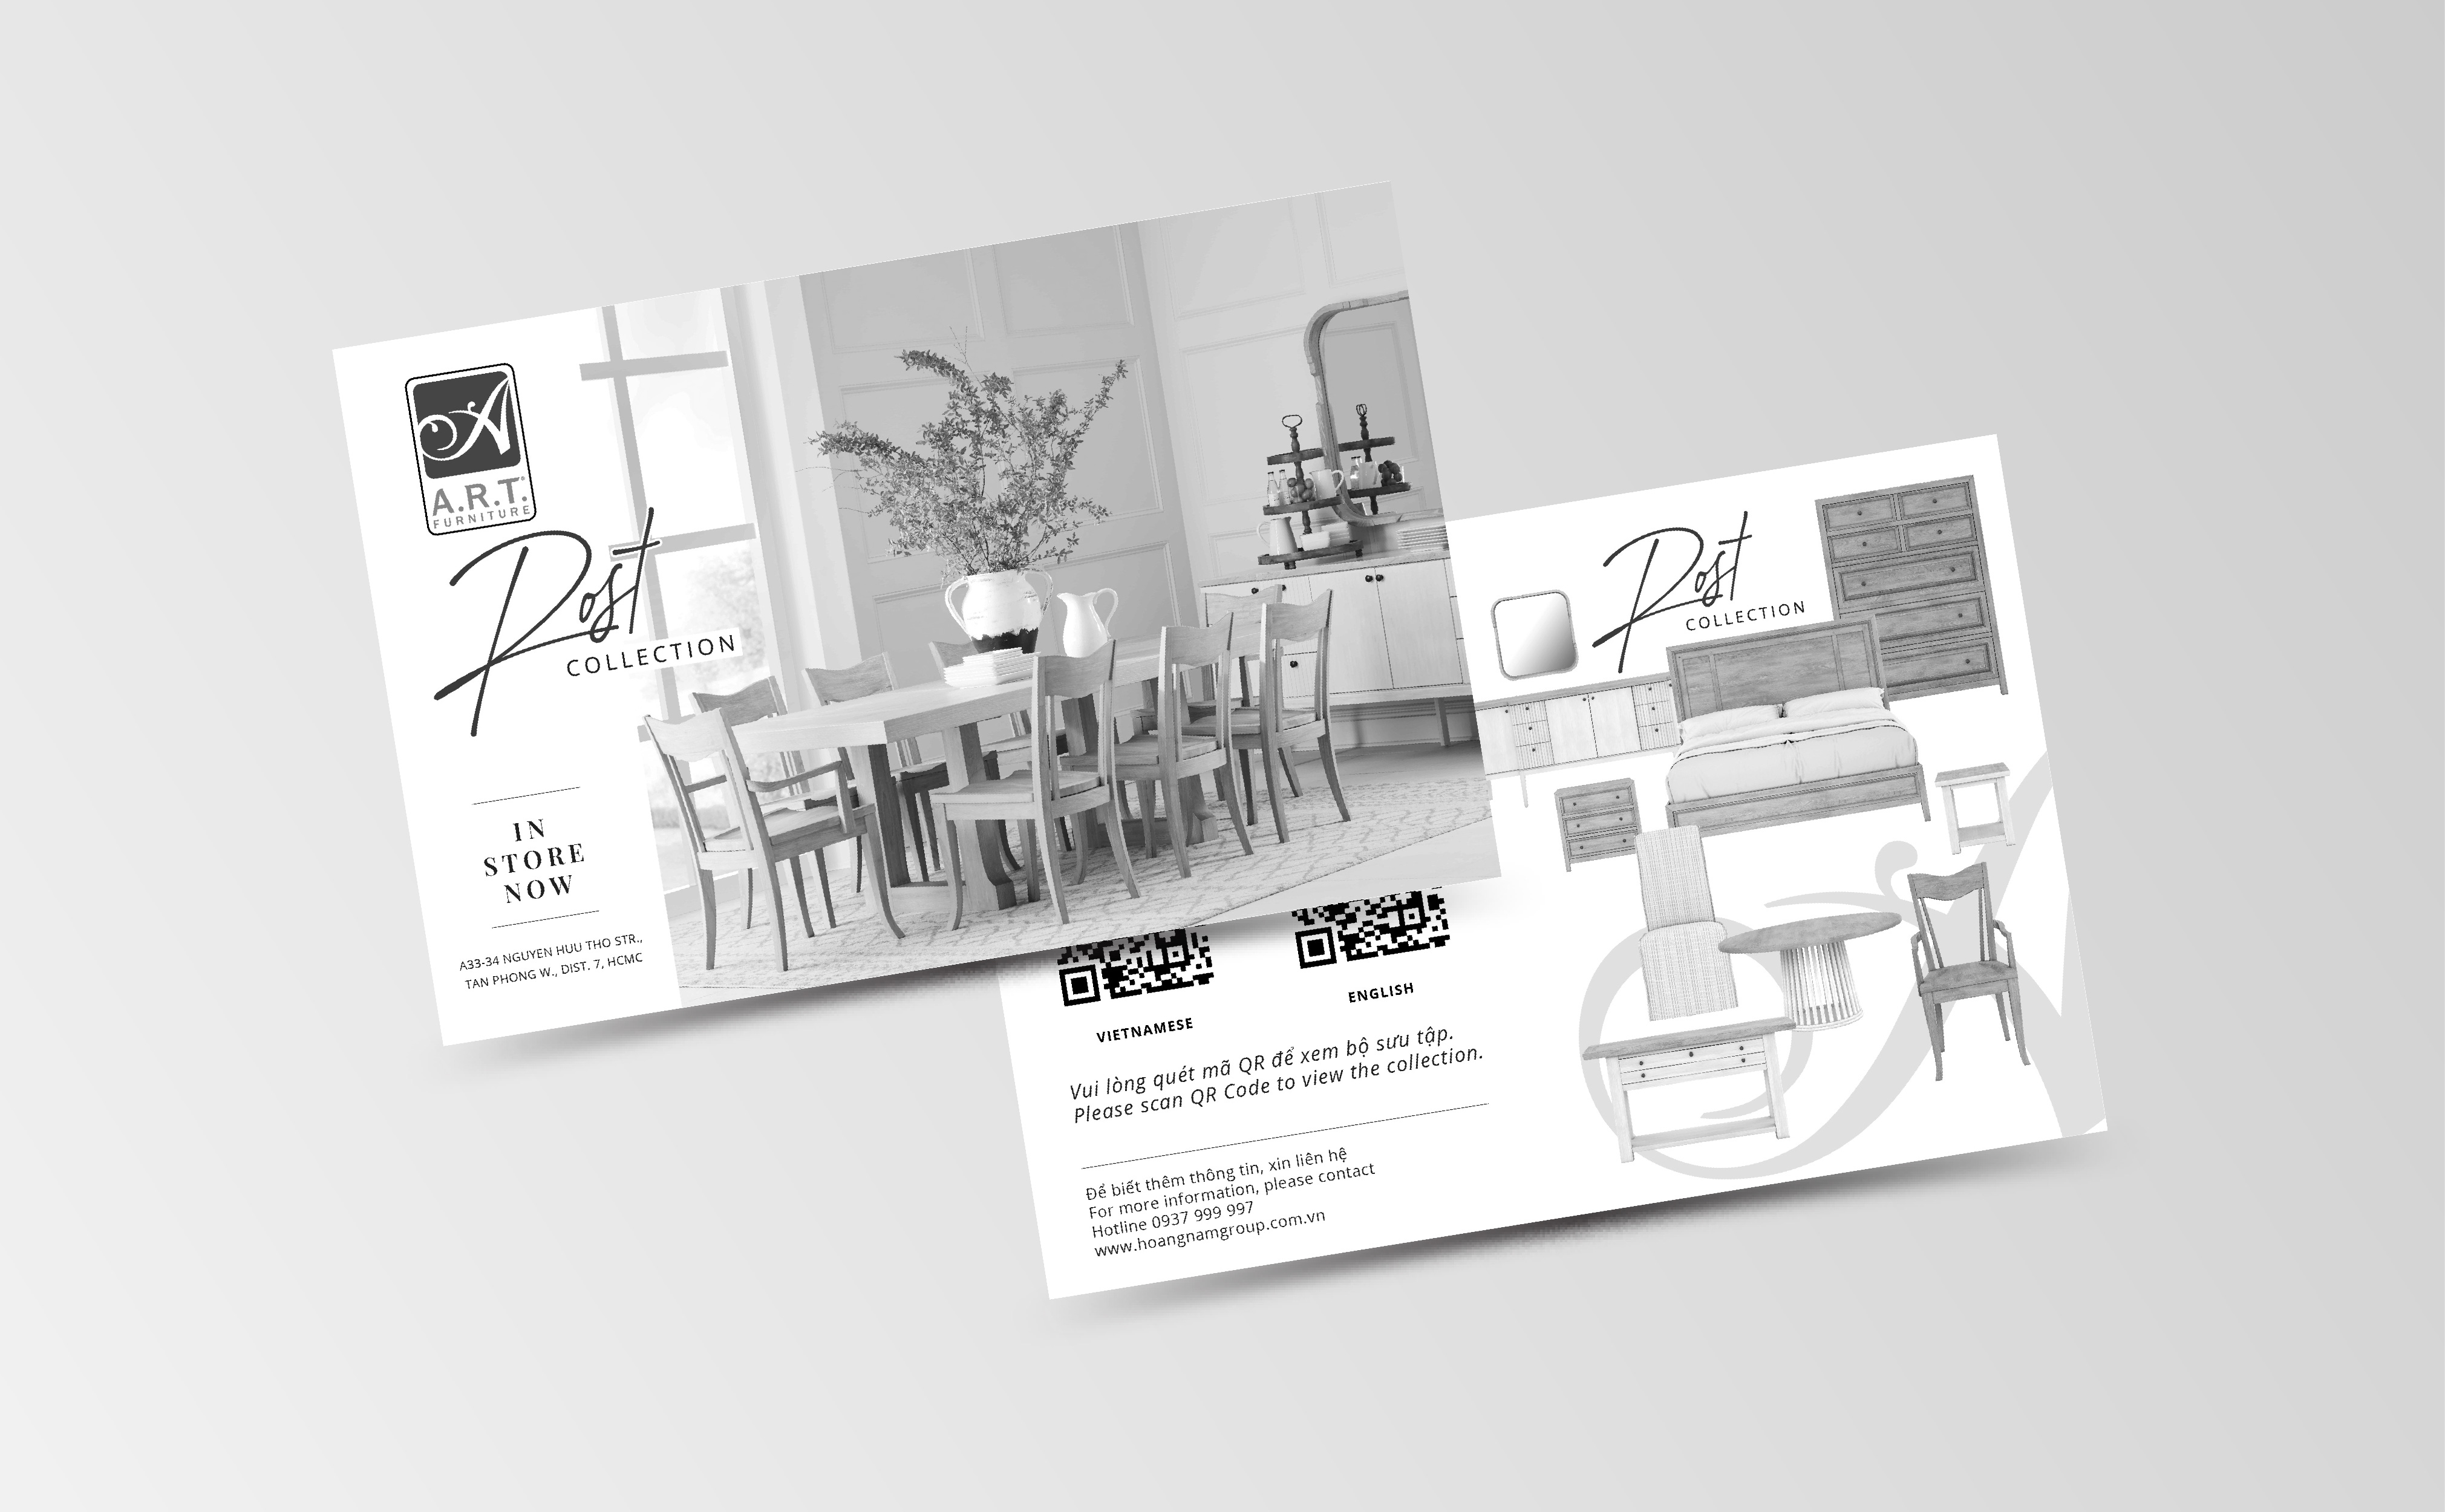 A
A.R.T.
FURNITURE
Post
COLLECTION
IN
STORE
NOW
A33-34 NGUYEN HUU THO STR.,
TAN PHONG W., DIST. 7, HCMC
Post
COLLECTION
VIETNAMESE
ENGLISH
Vui lòng quét mã QR để xem bộ sưu tập.
Please scan QR Code to view the collection.
Để biết thêm thông tin, xin liên hệ
For more information, please contact
Hotline 0937 999 997
www.hoangnamgroup.com.vn